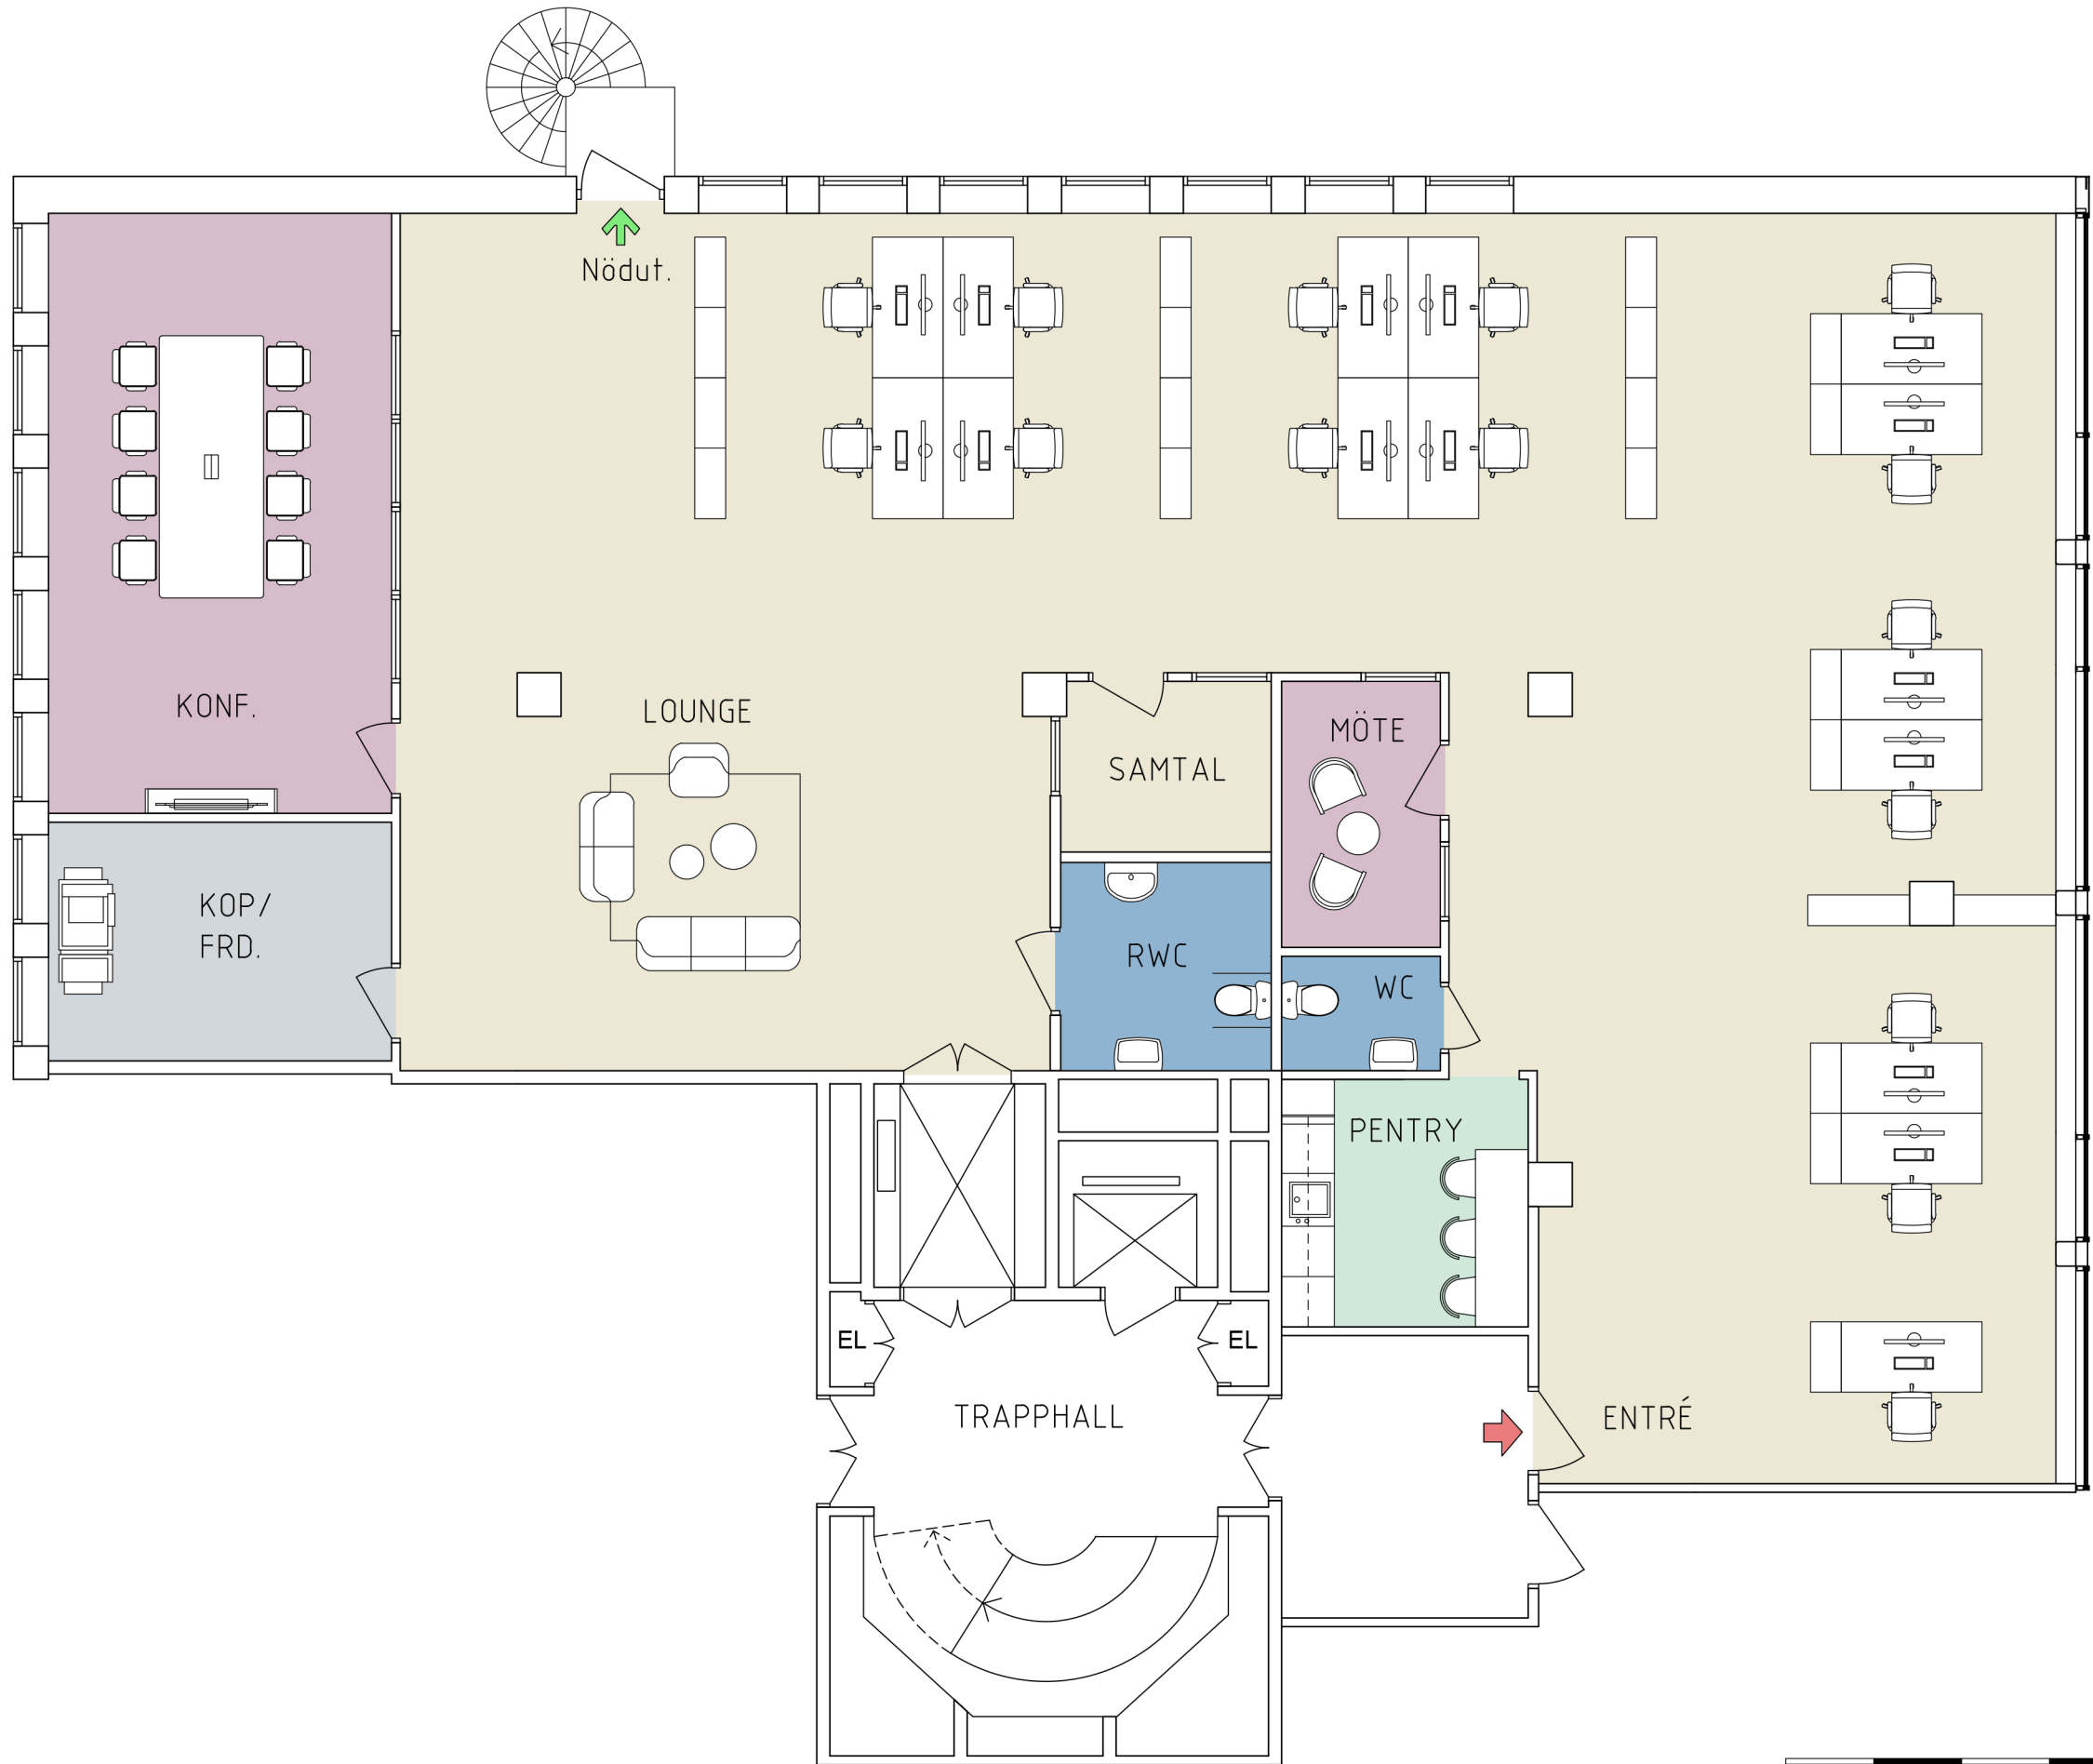 Nödut.
KONF.
LOUNGE
MÖTE
SAMTAL
KOP/
FRD.
RWC
WC
PENTRY
EL
EL
TRAPPHALL
ENTRÉ